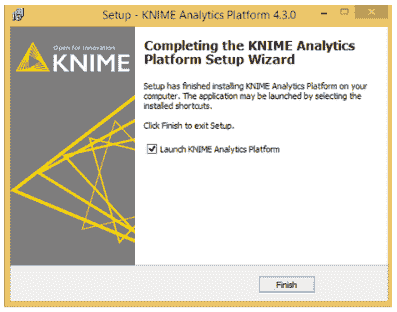 Setup - KNIME Analytics Platform 4.3.0
Open for Innovation
KNIME
Completing the KNIME Analytics
Platform Setup Wizard
Setup has finished installing KNIME Analytics Platform on your
computer. The application may be launched by selecting the
installed shortcuts.
Click Finish to exit Setup.
Launch KNIME Analytics Platform
Finish